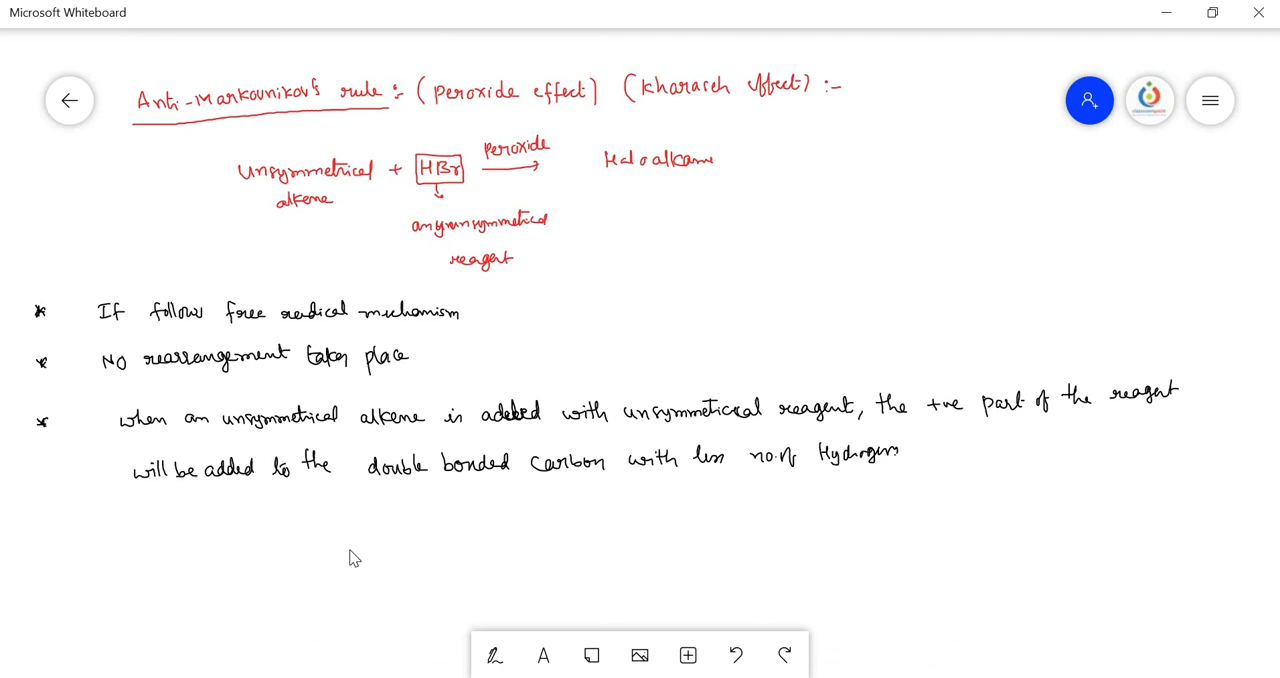 Microsoft Whiteboard
Anti-Markovnikov's rule :- (Peroxide effect) (Kharasch effect) :-
Unsymmetrical alkene + HBr Peroxide Haloalkane
any unsymmetrical reagent
* If follow free radical mechanism
* No rearrangement takes place
* When an unsymmetrical alkene is added with unsymmetrical reagent, the +ve part of the reagent
will be added to the double bonded carbon with less no. of Hydrogens